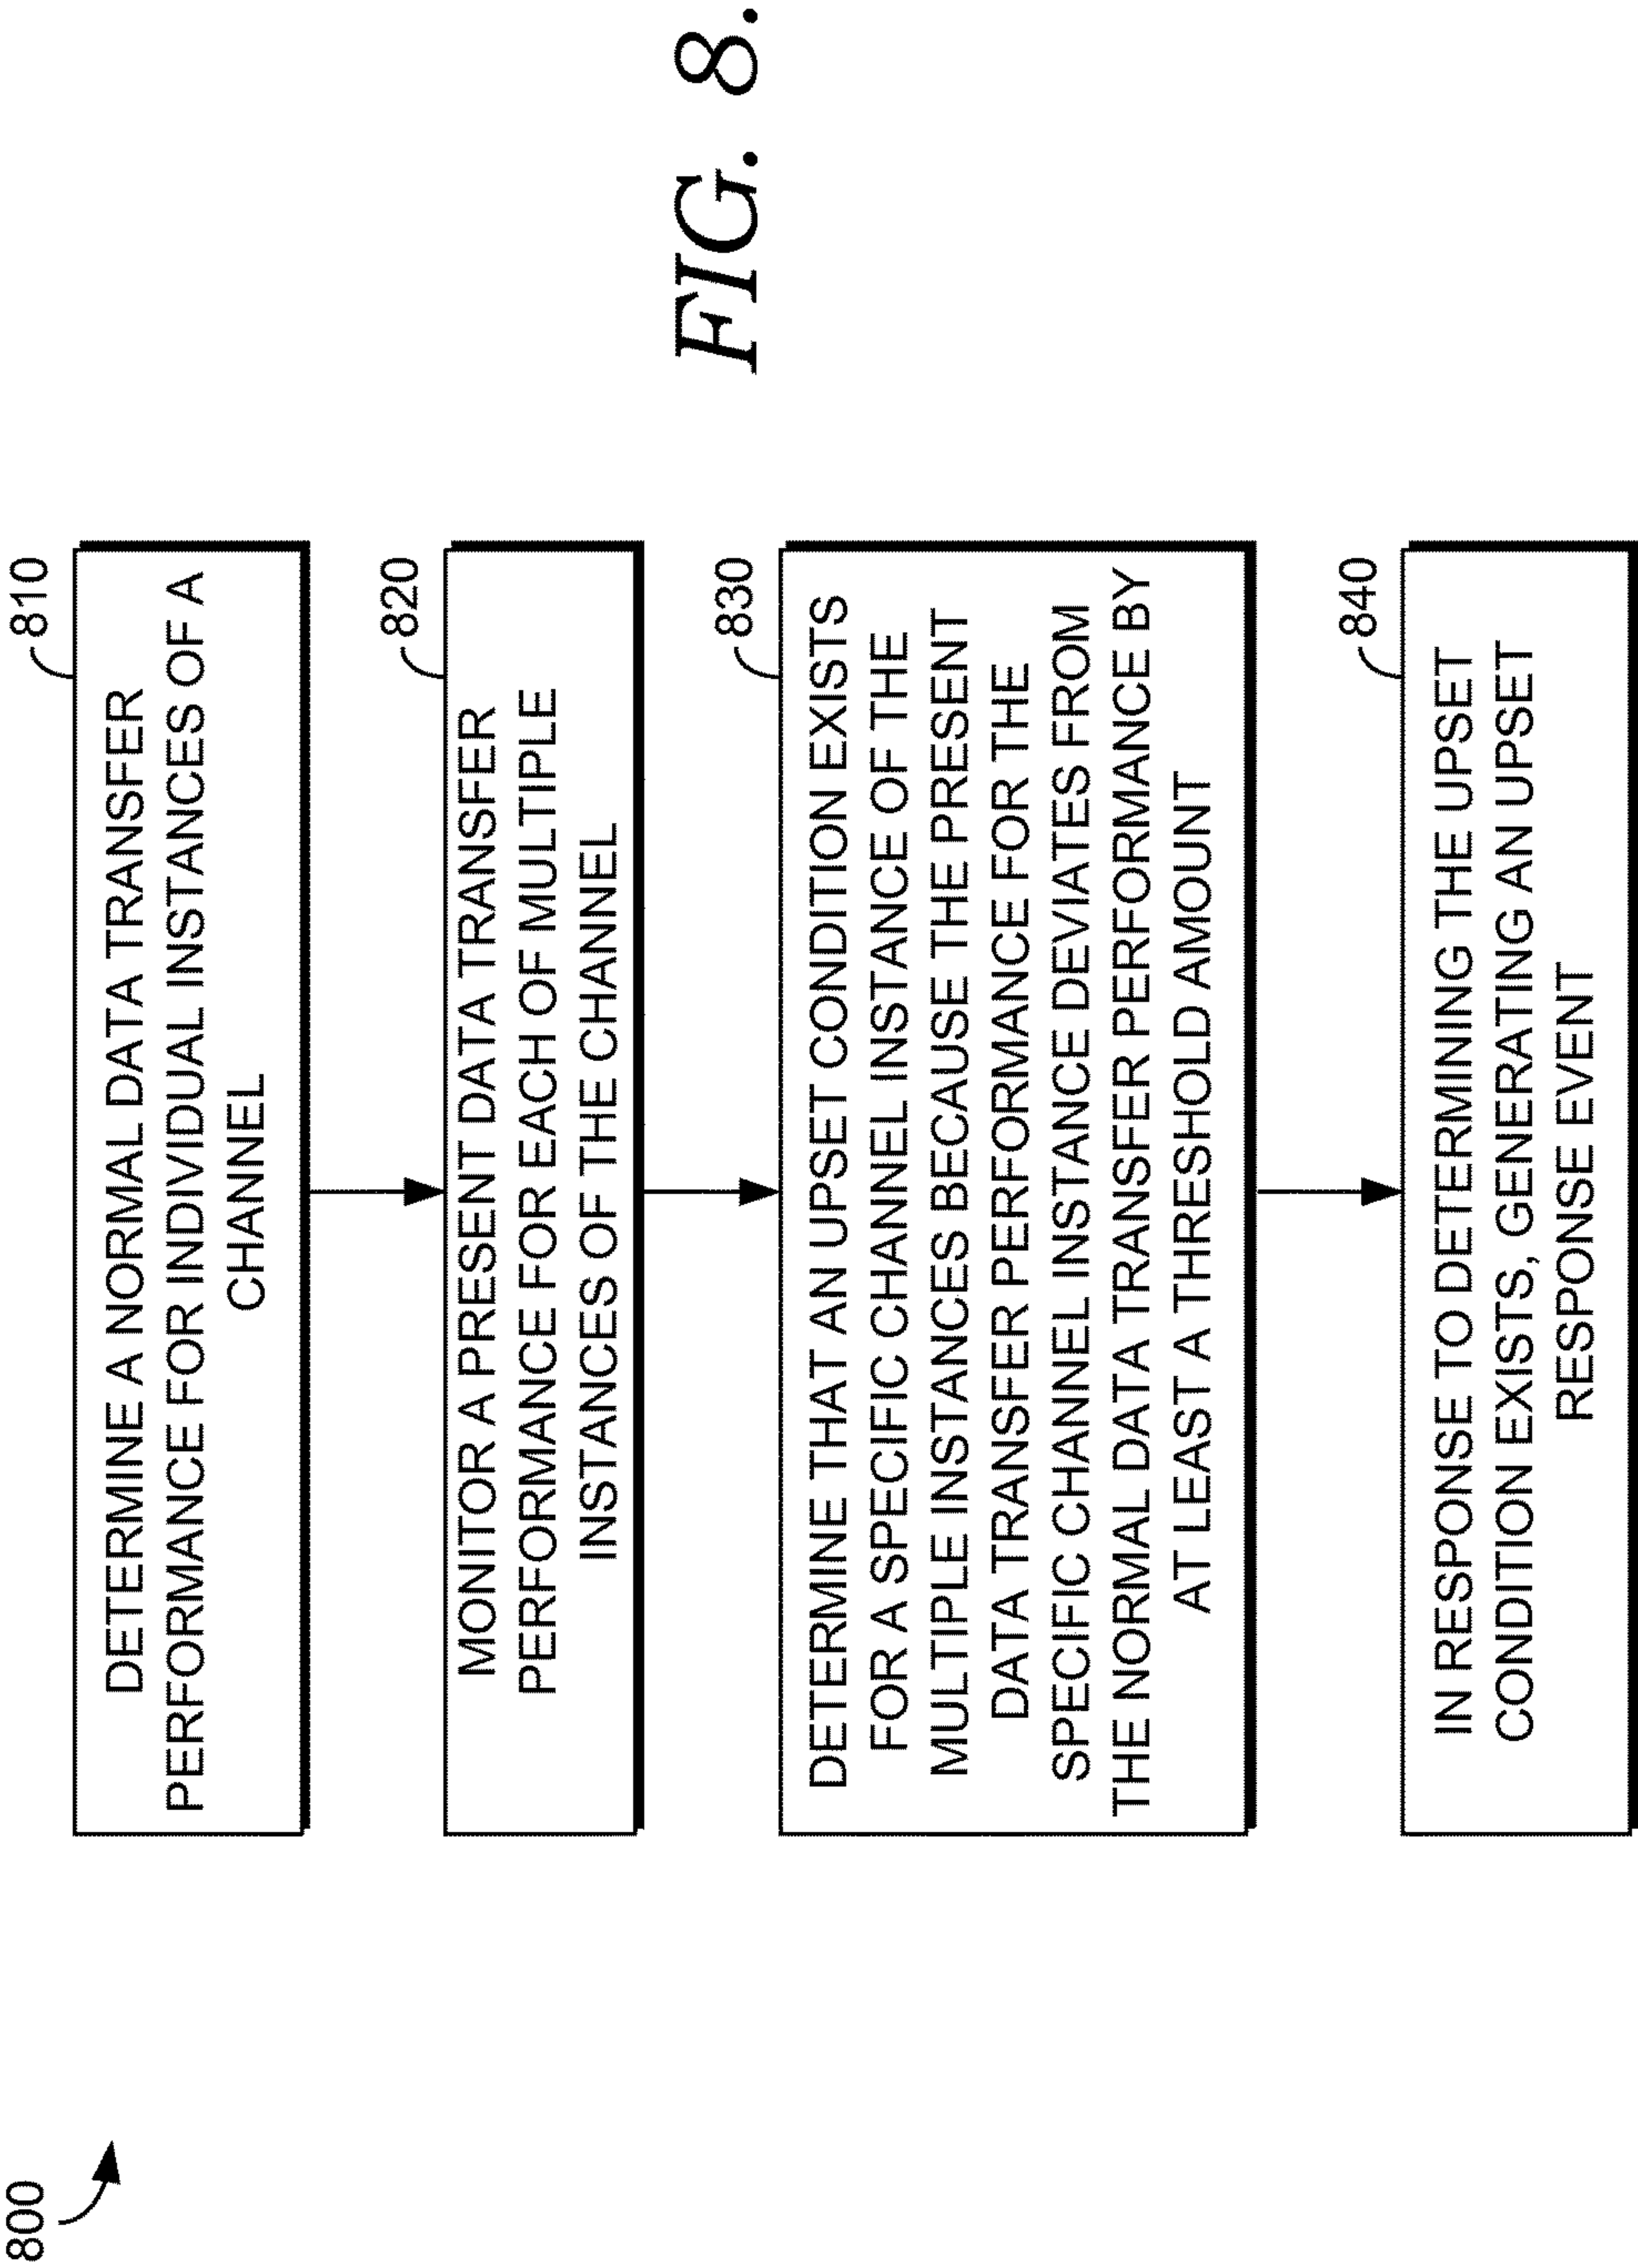 800
810
DETERMINE A NORMAL DATA TRANSFER
PERFORMANCE FOR INDIVIDUAL INSTANCES OF A
CHANNEL
820
MONITOR A PRESENT DATA TRANSFER
PERFORMANCE FOR EACH OF MULTIPLE
INSTANCES OF THE CHANNEL
830
DETERMINE THAT AN UPSET CONDITION EXISTS
FOR A SPECIFIC CHANNEL INSTANCE OF THE
MULTIPLE INSTANCES BECAUSE THE PRESENT
DATA TRANSFER PERFORMANCE FOR THE
SPECIFIC CHANNEL INSTANCE DEVIATES FROM
THE NORMAL DATA TRANSFER PERFORMANCE BY
AT LEAST A THRESHOLD AMOUNT
840
IN RESPONSE TO DETERMINING THE UPSET
CONDITION EXISTS, GENERATING AN UPSET
RESPONSE EVENT
FIG. 8.